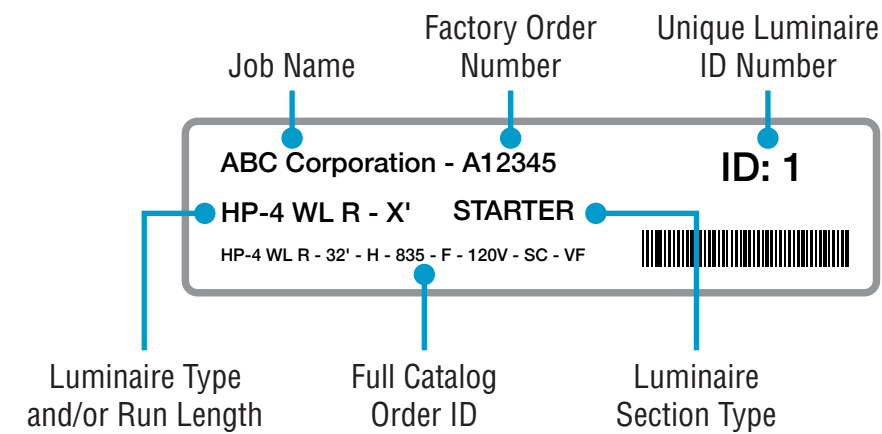 Job Name
Factory Order
Number
Unique Luminaire
ID Number
ABC Corporation - A12345
ID: 1
HP-4 WL R - X'
STARTER
HP-4 WL R - 32' - H - 835 - F - 120V - SC - VF
Luminaire Type
and/or Run Length
Full Catalog
Order ID
Luminaire
Section Type